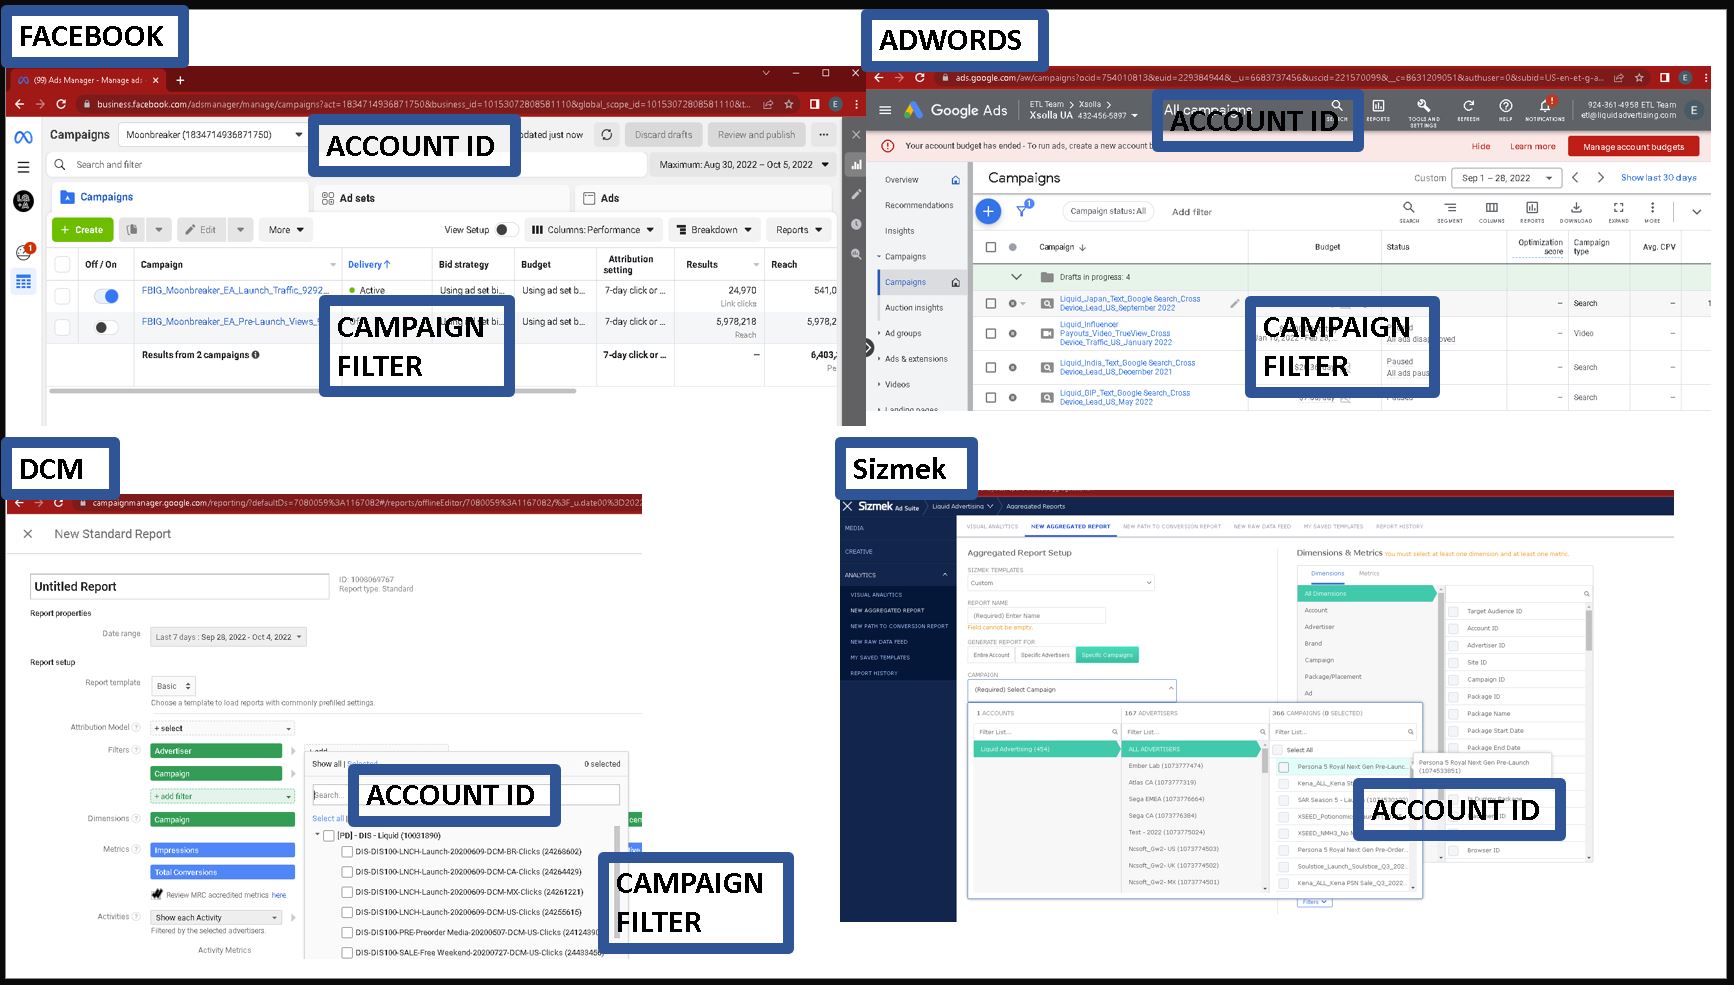 FACEBOOK
(99) Ads Manager - Manage ads
business.facebook.com/adsmanager/manage/campaigns?act=1834714936871750&business_id=10153072808581110&global_scope_id=10153072808581110&t...
Campaigns
Moonbreaker (1834714936871750)
ACCOUNT ID
pdated just now
Discard drafts
Review and publish
Search and filter
Maximum: Aug 30, 2022 – Oct 5, 2022
Campaigns
Ad sets
Ads
+ Create
Edit
More
View Setup
Columns: Performance
Breakdown
Reports
Off / On
Campaign
Delivery ↑
Bid strategy
Budget
Attribution
setting
Results
Reach
FBIG_Moonbreaker_EA_Launch_Traffic_9292...
Active
Using ad set bi...
Using ad set b...
7-day click or ...
24,970
Link clicks
541,0
FBIG_Moonbreaker_EA_Pre-Launch_Views_
Using ad set b...
7-day click or ...
5,978,218
Reach
5,978,2
CAMPAIGN
FILTER
Results from 2 campaigns
7-day click or ...
–
6,403,
Pe
ADWORDS
ads.google.com/aw/campaigns?ocid=754010813&euid=229384944&__u=6683737456&uscid=221570099&__c=8631209051&authuser=0&subid=US-en-et-g-a...
Google Ads
ETL Team > Xsolla >
Xsolla UA 432-456-5897
All campaigns
ACCOUNT ID
SEARCH
REPORTS
TOOLS AND
SETTINGS
REFRESH
HELP
NOTIFICATIONS
924-361-4958 ETL Team
etl@liquidadvertising.com
E
Your account budget has ended - To run ads, create a new account b
Hide
Learn more
Manage account budgets
Overview
Recommendations
Insights
Campaigns
Campaigns
Auction insights
Ad groups
Ads & extensions
Videos
Landing pages
Campaigns
Custom
Sep 1 – 28, 2022
Show last 30 days
1
Campaign status: All
Add filter
SEARCH
SEGMENT
COLUMNS
REPORTS
DOWNLOAD
EXPAND
MORE
Campaign ↓
Budget
Status
Optimization
score
Campaign
type
Avg. CPV
Drafts in progress: 4
Liquid_Japan_Text_Google Search_Cross
Device_Lead_US_September 2022
–
Search
–
Liquid_Influencer
Payouts_Video_TrueView_Cross
Device_Traffic_US_January 2022
–
Video
–
Liquid_India_Text_Google Search_Cross
Device_Lead_US_December 2021
Paused
All ads paus
–
Search
–
Liquid_GIP_Text_Google Search_Cross
Device_Lead_US_May 2022
–
Search
–
CAMPAIGN
FILTER
DCM
campaignmanager.google.com/reporting/?defaultDs=7080059%3A1167082#/reports/offlineEditor/7080059%3A1167082/%3F_u.date00%3D2022
New Standard Report
Untitled Report
ID: 1008069767
Report type: Standard
Report properties
Date range
Last 7 days : Sep 28, 2022 - Oct 4, 2022
Report setup
Report template
Basic
Choose a template to load reports with commonly prefilled settings.
Attribution Model
+ select
Filters
Advertiser
Campaign
+ add filter
Dimensions
Campaign
Metrics
Impressions
Total Conversions
Review MRC accredited metrics here
Activities
Show each Activity
Filtered by the selected advertisers.
Activity Metrics
Show all | Selected
0 selected
Search...
ACCOUNT ID
Select all
[PD] - DIS - Liquid (10031890)
DIS-DIS100-LNCH-Launch-20200609-DCM-BR-Clicks (24268602)
DIS-DIS100-LNCH-Launch-20200609-DCM-CA-Clicks (24264429)
DIS-DIS100-LNCH-Launch-20200609-DCM-MX-Clicks (24261221)
DIS-DIS100-LNCH-Launch-20200609-DCM-US-Clicks (24255615)
DIS-DIS100-PRE-Preorder Media-20200507-DCM-US-Clicks (2412439
DIS-DIS100-SALE-Free Weekend-20200727-DCM-US-Clicks (24433456)
CAMPAIGN
FILTER
Sizmek
Sizmek Ad Suite
Liquid Advertising
Aggregated Reports
MEDIA
CREATIVE
ANALYTICS
VISUAL ANALYTICS
NEW AGGREGATED REPORT
NEW PATH TO CONVERSION REPORT
NEW RAW DATA FEED
MY SAVED TEMPLATES
REPORT HISTORY
VISUAL ANALYTICS
NEW AGGREGATED REPORT
NEW PATH TO CONVERSION REPORT
NEW RAW DATA FEED
MY SAVED TEMPLATES
REPORT HISTORY
Aggregated Report Setup
SIZMEK TEMPLATES
Custom
REPORT NAME
(Required) Enter Name
Field cannot be empty.
GENERATE REPORT FOR
Entire Account
Specific Advertisers
Specific Campaigns
CAMPAIGN
(Required) Select Campaign
1 ACCOUNTS
Filter List...
Liquid Advertising (454)
167 ADVERTISERS
Filter List...
ALL ADVERTISERS
Ember Lab (1073777474)
Atlas CA (1073777319)
Sega EMEA (1073776664)
Sega CA (1073776384)
Test - 2022 (1073775024)
Ncsoft_Gw2- US (1073774503)
Ncsoft_Gw2- UK (1073774502)
Ncsoft_Gw2- MX (1073774501)
366 CAMPAIGNS (0 SELECTED)
Filter List...
Select All
Persona 5 Royal Next Gen Pre-Launc...
Kena_ALL_Kena St
SAR Season 5 - La
XSEED_Potionomic
XSEED_NMH3_No M
Persona 5 Royal Next Gen Pre-Order...
Soulstice_Launch_Soulstice_Q3_202...
Kena_ALL_Kena PSN Sale_Q3_2022
Persona 5 Royal Next Gen Pre-Launch
(1074533851)
ACCOUNT ID
Filters
Dimensions & Metrics You must select at least one dimension and at least one metric.
Dimensions
Metrics
All Dimensions
Account
Advertiser
Brand
Campaign
Package/Placement
Ad
Target Audience ID
Account ID
Advertiser ID
Site ID
Campaign ID
Package ID
Package Name
Package Start Date
Package End Date
Browser ID